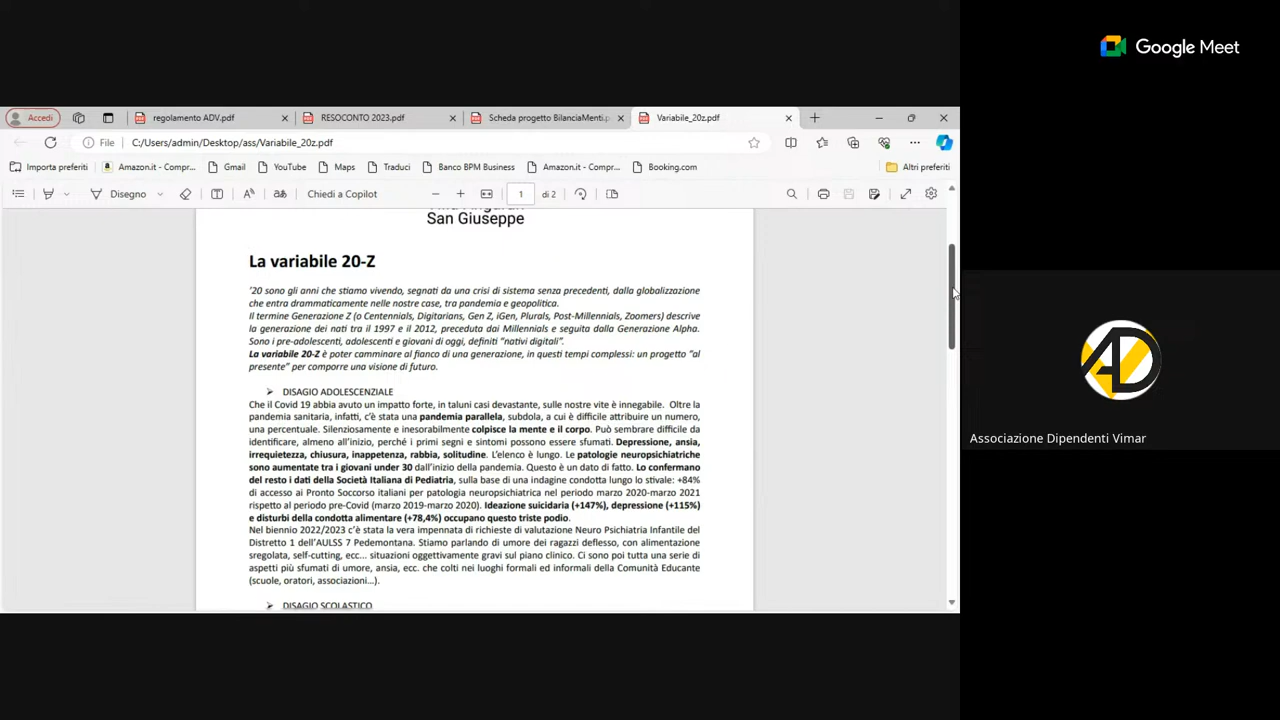 Google Meet
Accedi
regolamento ADV.pdf
RESOCONTO 2023.pdf
Scheda progetto BilanciaMenti.p
Variabile_20z.pdf
File
C:/Users/admin/Desktop/ass/Variabile_20z.pdf
Importa preferiti
Amazon.it - Compr...
Gmail
YouTube
Maps
Traduci
Banco BPM Business
Amazon.it - Compr...
Booking.com
Altri preferiti
Disegno
Chiedi a Copilot
1
di 2
San Giuseppe
La variabile 20-Z
'20 sono gli anni che stiamo vivendo, segnati da una crisi di sistema senza precedenti, dalla globalizzazione
che entra drammaticamente nelle nostre case, tra pandemia e geopolitica.
Il termine Generazione Z (o Centennials, Digitarians, Gen Z, iGen, Plurals, Post-Millennials, Zoomers) descrive
la generazione dei nati tra il 1997 e il 2012, preceduta dai Millennials e seguita dalla Generazione Alpha.
Sono i pre-adolescenti, adolescenti e giovani di oggi, definiti "nativi digitali".
La variabile 20-Z è poter camminare al fianco di una generazione, in questi tempi complessi: un progetto "al
presente" per comporre una visione di futuro.
➢ DISAGIO ADOLESCENZIALE
Che il Covid 19 abbia avuto un impatto forte, in taluni casi devastante, sulle nostre vite è innegabile. Oltre la
pandemia sanitaria, infatti, c'è stata una pandemia parallela, subdola, a cui è difficile attribuire un numero,
una percentuale. Silenziosamente e inesorabilmente colpisce la mente e il corpo. Può sembrare difficile da
identificare, almeno all'inizio, perché i primi segni e sintomi possono essere sfumati. Depressione, ansia,
irrequietezza, chiusura, inappetenza, rabbia, solitudine. L'elenco è lungo. Le patologie neuropsichiatriche
sono aumentate tra i giovani under 30 dall'inizio della pandemia. Questo è un dato di fatto. Lo confermano
del resto i dati della Società Italiana di Pediatria, sulla base di una indagine condotta lungo lo stivale: +84%
di accesso ai Pronto Soccorso italiani per patologia neuropsichiatrica nel periodo marzo 2020-marzo 2021
rispetto al periodo pre-Covid (marzo 2019-marzo 2020). Ideazione suicidaria (+147%), depressione (+115%)
e disturbi della condotta alimentare (+78,4%) occupano questo triste podio.
Nel biennio 2022/2023 c'è stata la vera impennata di richieste di valutazione Neuro Psichiatria Infantile del
Distretto 1 dell'AULSS 7 Pedemontana. Stiamo parlando di umore dei ragazzi deflesso, con alimentazione
sregolata, self-cutting, ecc... situazioni oggettivamente gravi sul piano clinico. Ci sono poi tutta una serie di
aspetti più sfumati di umore, ansia, ecc. che colti nei luoghi formali ed informali della Comunità Educante
(scuole, oratori, associazioni...).
➢ DISAGIO SCOLASTICO
AD
Associazione Dipendenti Vimar